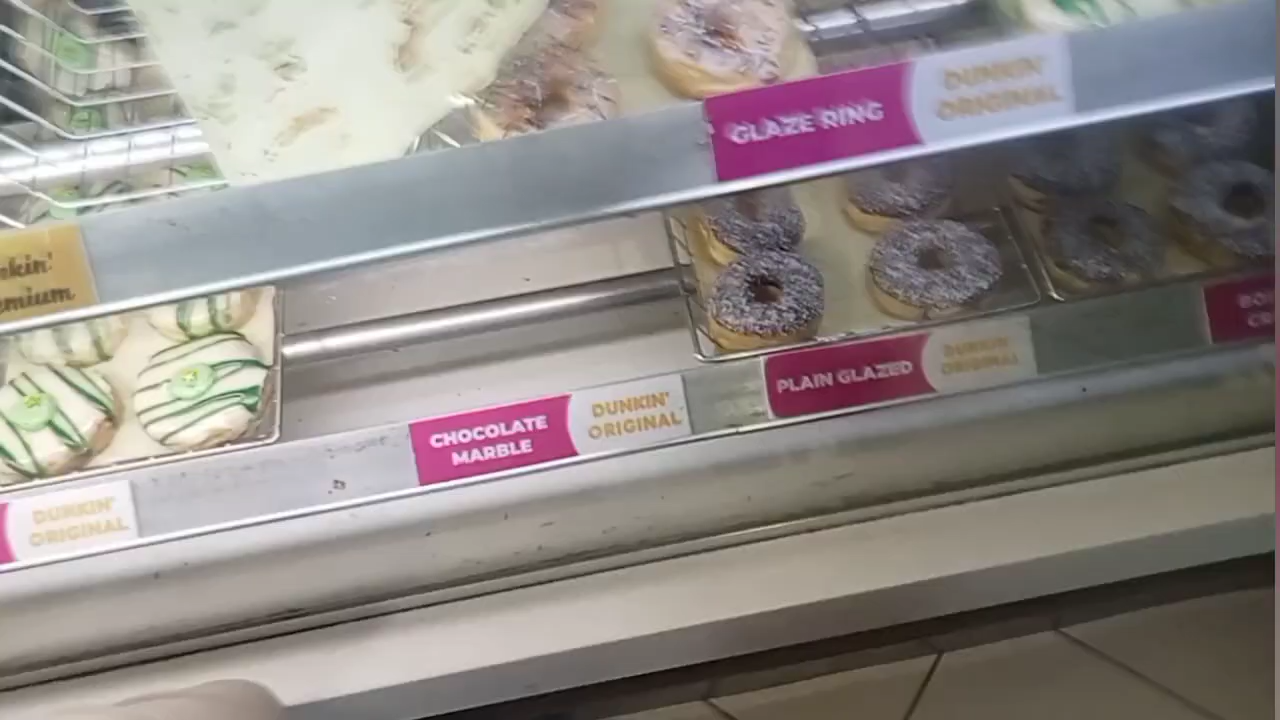 GLAZE RING
DUNKIN'
ORIGINAL
PLAIN GLAZED
DUNKIN'
ORIGINAL
CHOCOLATE
MARBLE
DUNKIN'
ORIGINAL
DUNKIN'
ORIGINAL